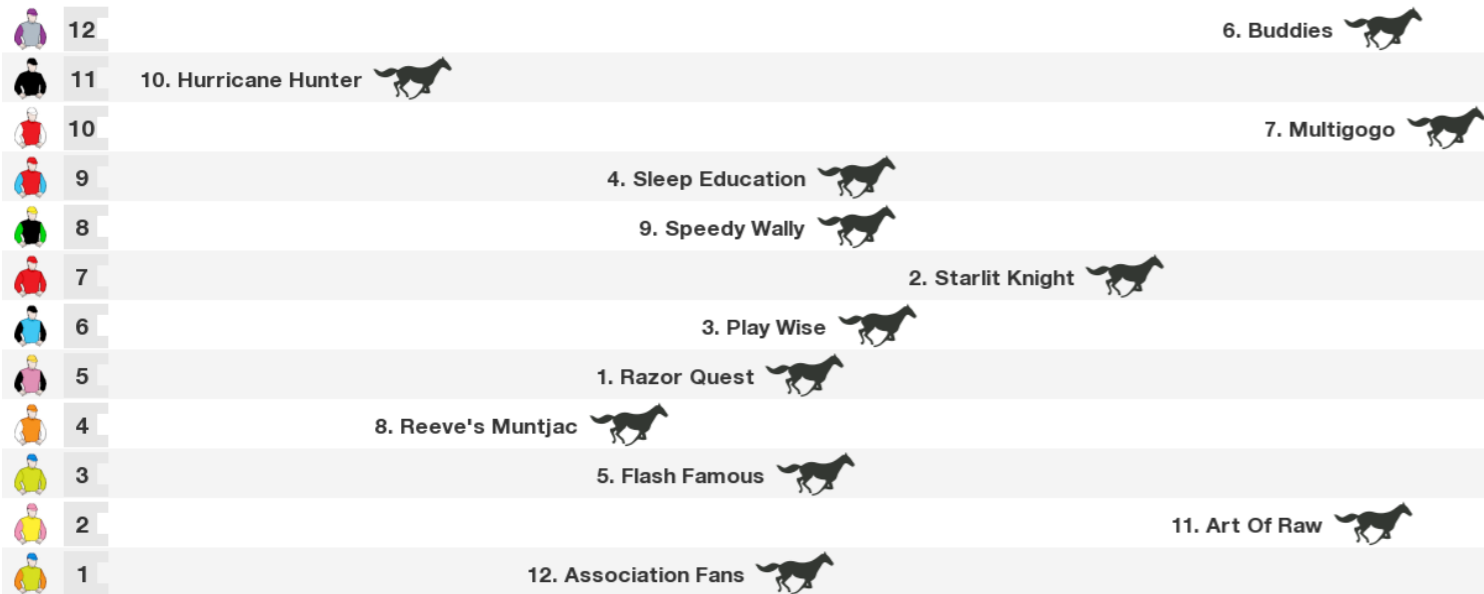 12 6. Buddies
11 10. Hurricane Hunter
10 7. Multigogo
9 4. Sleep Education
8 9. Speedy Wally
7 2. Starlit Knight
6 3. Play Wise
5 1. Razor Quest
4 8. Reeve's Muntjac
3 5. Flash Famous
2 11. Art Of Raw
1 12. Association Fans